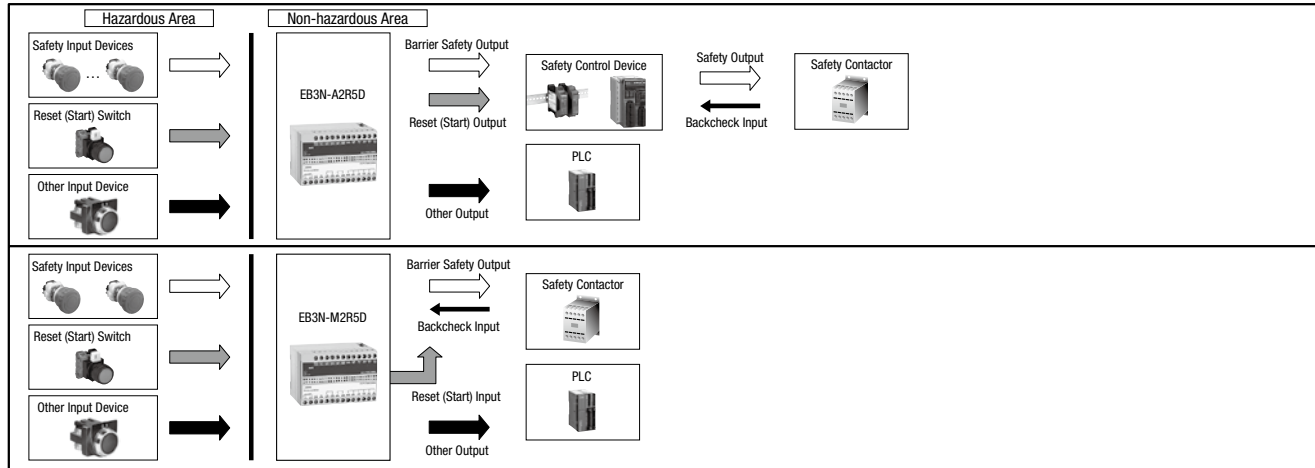 Hazardous Area
Non-hazardous Area
Safety Input Devices
...
Reset (Start) Switch
Other Input Device
EB3N-A2R5D
Barrier Safety Output
Reset (Start) Output
Other Output
Safety Control Device
PLC
Safety Output
Backcheck Input
Safety Contactor
Safety Input Devices
Reset (Start) Switch
Other Input Device
EB3N-M2R5D
Barrier Safety Output
Backcheck Input
Reset (Start) Input
Other Output
Safety Contactor
PLC